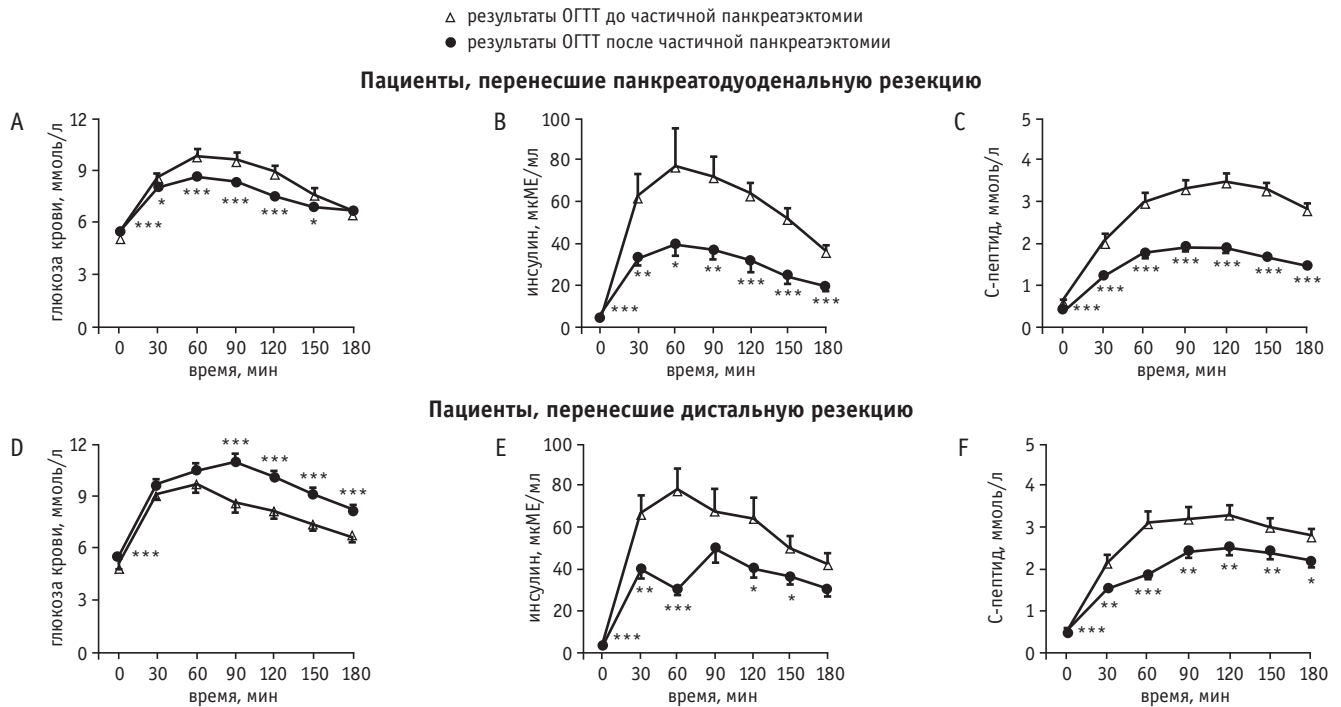 △ результаты ОГТТ до частичной панкреатэктомии
● результаты ОГТТ после частичной панкреатэктомии
Пациенты, перенесшие панкреатодуоденальную резекцию
A
глюкоза крови, ммоль/л
12
9
6
3
0
*** * *** *** *** *
0 30 60 90 120 150 180
время, мин
B
инсулин, мкМЕ/мл
100
80
60
40
20
0
*** ** * ** *** *** ***
0 30 60 90 120 150 180
время, мин
C
С-пептид, ммоль/л
5
4
3
2
1
0
*** *** *** *** *** *** ***
0 30 60 90 120 150 180
время, мин
Пациенты, перенесшие дистальную резекцию
D
глюкоза крови, ммоль/л
12
9
6
3
0
*** *** *** *** ***
0 30 60 90 120 150 180
время, мин
E
инсулин, мкМЕ/мл
100
80
60
40
20
0
*** ** *** * *
0 30 60 90 120 150 180
время, мин
F
С-пептид, ммоль/л
5
4
3
2
1
0
*** ** *** ** ** ** *
0 30 60 90 120 150 180
время, мин